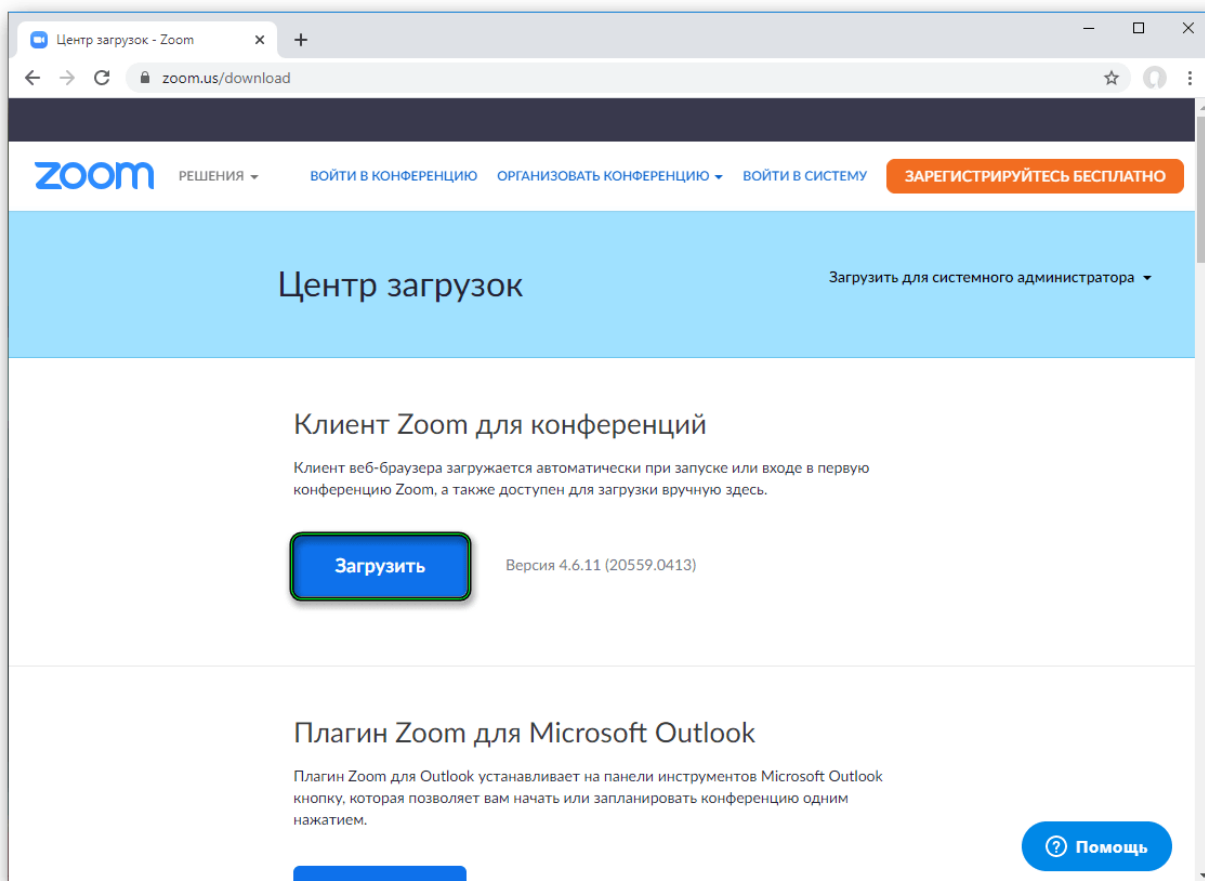 Центр загрузок - Zoom
zoom.us/download
zoom РЕШЕНИЯ ВОЙТИ В КОНФЕРЕНЦИЮ ОРГАНИЗОВАТЬ КОНФЕРЕНЦИЮ ВОЙТИ В СИСТЕМУ ЗАРЕГИСТРИРУЙТЕСЬ БЕСПЛАТНО
Центр загрузок
Загрузить для системного администратора
Клиент Zoom для конференций
Клиент веб-браузера загружается автоматически при запуске или входе в первую
конференцию Zoom, а также доступен для загрузки вручную здесь.
Загрузить
Версия 4.6.11 (20559.0413)
Плагин Zoom для Microsoft Outlook
Плагин Zoom для Outlook устанавливает на панели инструментов Microsoft Outlook
кнопку, которая позволяет вам начать или запланировать конференцию одним
нажатием.
Помощь